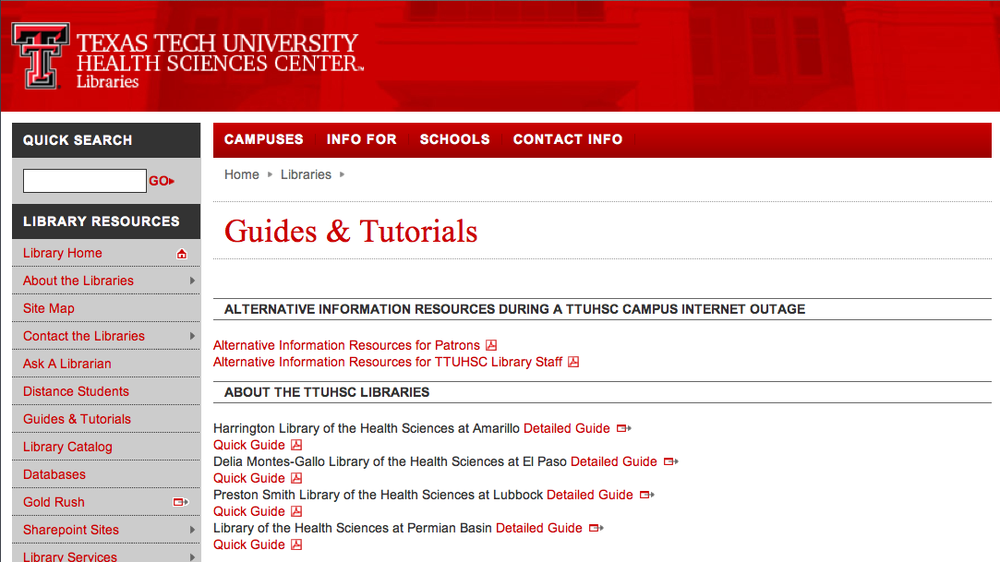 TEXAS TECH UNIVERSITY
HEALTH SCIENCES CENTER™
Libraries
QUICK SEARCH
GO
LIBRARY RESOURCES
Library Home
About the Libraries
Site Map
Contact the Libraries
Ask A Librarian
Distance Students
Guides & Tutorials
Library Catalog
Databases
Gold Rush
Sharepoint Sites
Library Services
CAMPUSES INFO FOR SCHOOLS CONTACT INFO
Home Libraries
Guides & Tutorials
ALTERNATIVE INFORMATION RESOURCES DURING A TTUHSC CAMPUS INTERNET OUTAGE
Alternative Information Resources for Patrons
Alternative Information Resources for TTUHSC Library Staff
ABOUT THE TTUHSC LIBRARIES
Harrington Library of the Health Sciences at Amarillo Detailed Guide
Quick Guide
Delia Montes-Gallo Library of the Health Sciences at El Paso Detailed Guide
Quick Guide
Preston Smith Library of the Health Sciences at Lubbock Detailed Guide
Quick Guide
Library of the Health Sciences at Permian Basin Detailed Guide
Quick Guide